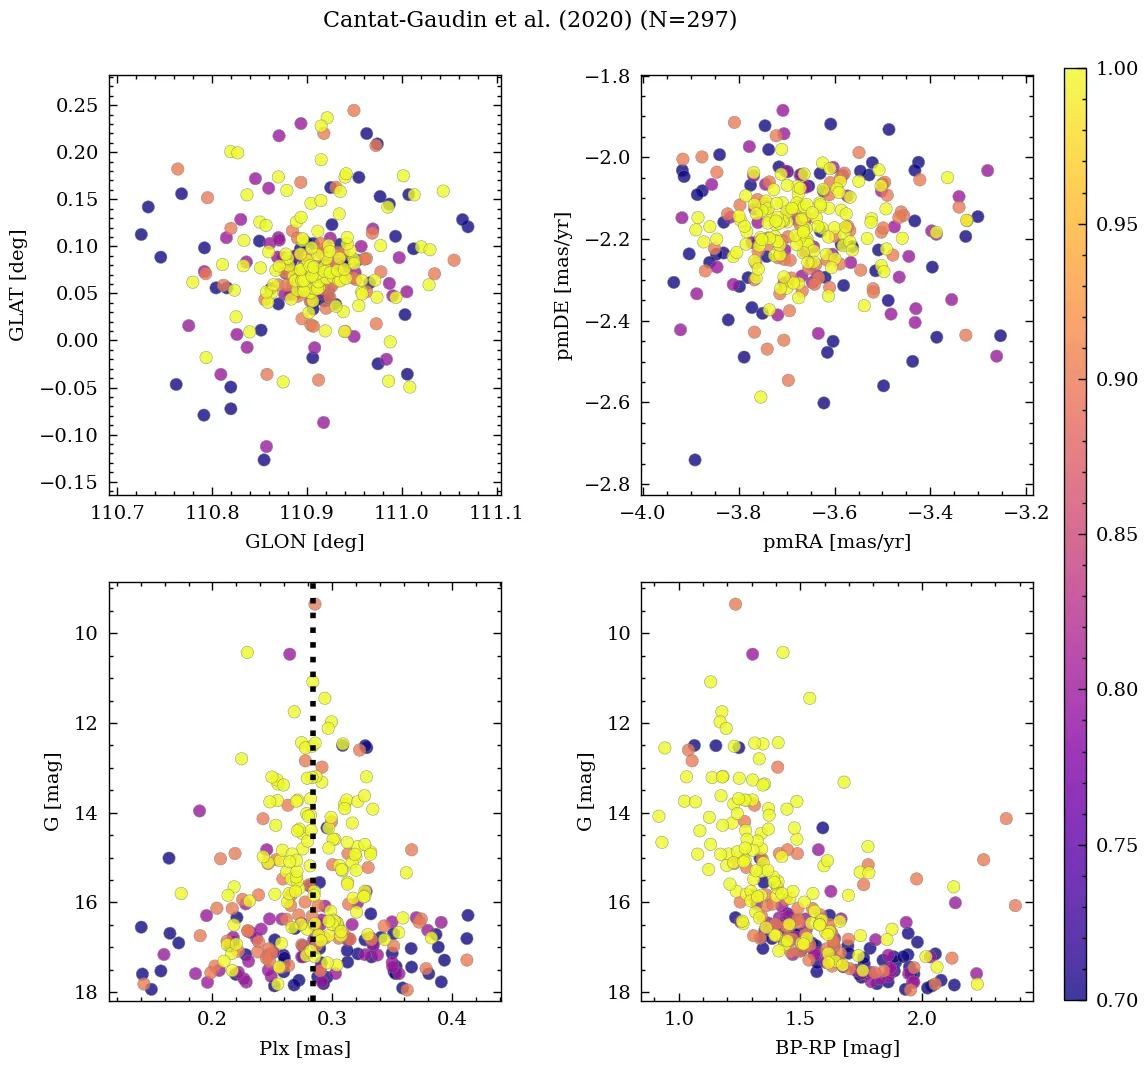 Cantat-Gaudin et al. (2020) (N=297)
0.25
0.20
0.15
0.10
0.05
0.00
−0.05
−0.10
−0.15
GLAT [deg]
110.7 110.8 110.9 111.0 111.1
GLON [deg]
−1.8
−2.0
−2.2
−2.4
−2.6
−2.8
pmDE [mas/yr]
−4.0 −3.8 −3.6 −3.4 −3.2
pmRA [mas/yr]
10
12
14
16
18
G [mag]
0.2 0.3 0.4
Plx [mas]
10
12
14
16
18
G [mag]
1.0 1.5 2.0
BP-RP [mag]
1.00
0.95
0.90
0.85
0.80
0.75
0.70